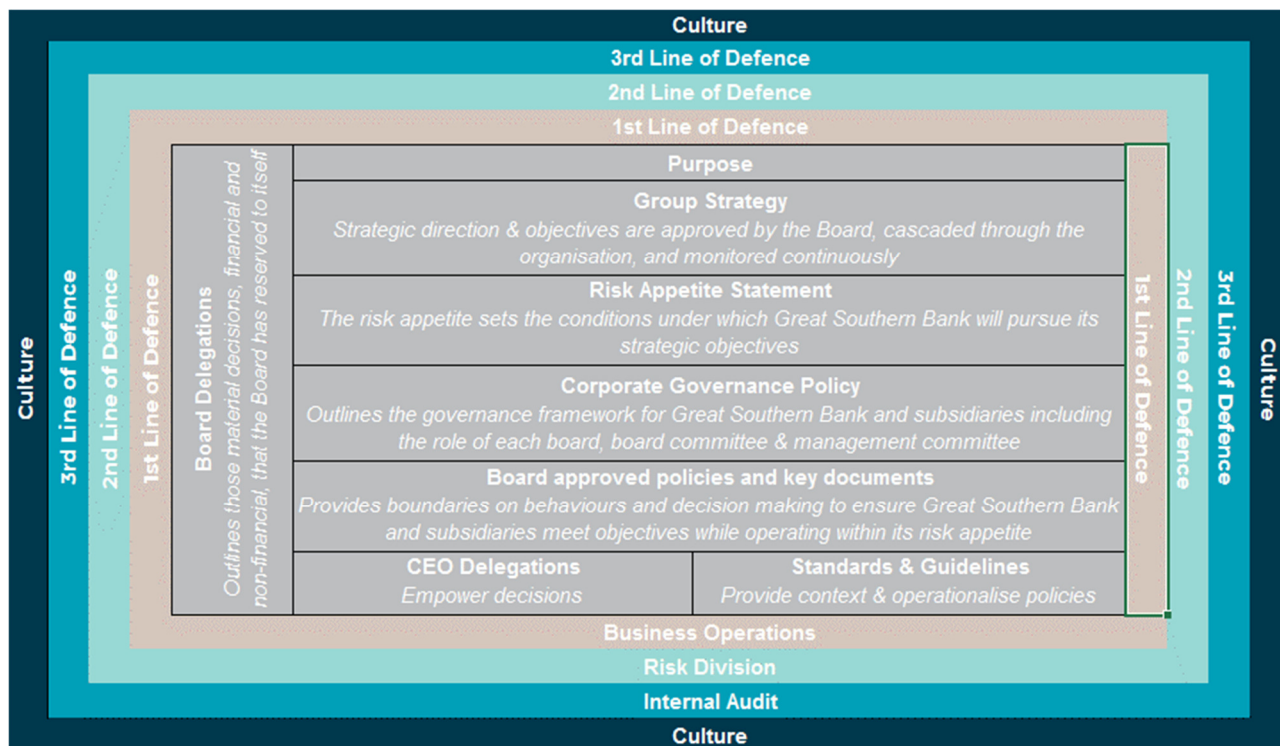 Culture
3rd Line of Defence
2nd Line of Defence
1st Line of Defence
Culture
3rd Line of Defence
2nd Line of Defence
1st Line of Defence
Board Delegations
Outlines those material decisions, financial and
non-financial, that the Board has reserved to itself
Purpose
Group Strategy
Strategic direction & objectives are approved by the Board, cascaded through the
organisation, and monitored continuously
Risk Appetite Statement
The risk appetite sets the conditions under which Great Southern Bank will pursue its
strategic objectives
Corporate Governance Policy
Outlines the governance framework for Great Southern Bank and subsidiaries including
the role of each board, board committee & management committee
Board approved policies and key documents
Provides boundaries on behaviours and decision making to ensure Great Southern Bank
and subsidiaries meet objectives while operating within its risk appetite
CEO Delegations
Empower decisions
Standards & Guidelines
Provide context & operationalise policies
1st Line of Defence
2nd Line of Defence
3rd Line of Defence
Culture
Business Operations
Risk Division
Internal Audit
Culture